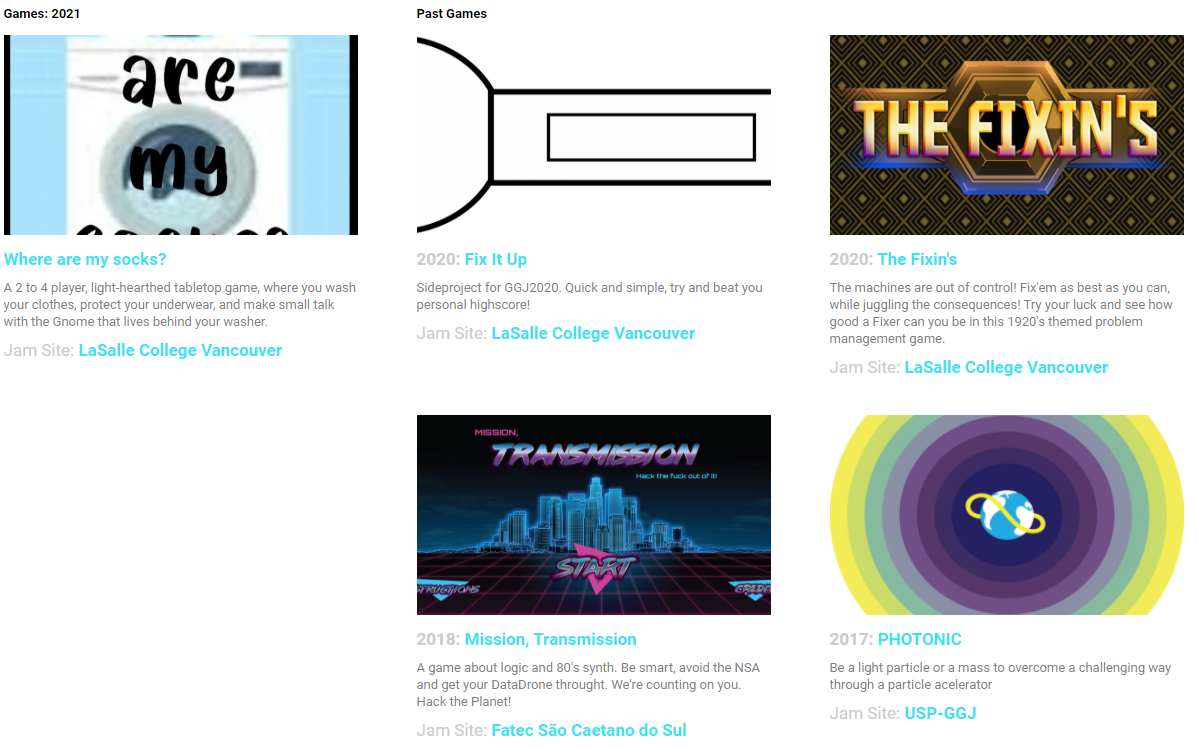 Games: 2021
are
my
Where are my socks?
A 2 to 4 player, light-hearthed tabletop game, where you wash
your clothes, protect your underwear, and make small talk
with the Gnome that lives behind your washer.
Jam Site: LaSalle College Vancouver
Past Games
2020: Fix It Up
Sideproject for GGJ2020. Quick and simple, try and beat you
personal highscore!
Jam Site: LaSalle College Vancouver
THE FIXIN'S
2020: The Fixin's
The machines are out of control! Fix'em as best as you can,
while juggling the consequences! Try your luck and see how
good a Fixer can you be in this 1920's themed problem
management game.
Jam Site: LaSalle College Vancouver
MISSION,
TRANSMISSION
Hack the fuck out of it!
START
2018: Mission, Transmission
A game about logic and 80's synth. Be smart, avoid the NSA
and get your DataDrone throught. We're counting on you.
Hack the Planet!
Jam Site: Fatec São Caetano do Sul
2017: PHOTONIC
Be a light particle or a mass to overcome a challenging way
through a particle acelerator
Jam Site: USP-GGJ